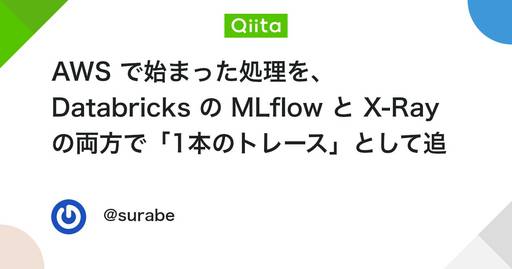 Qiita
AWS で始まった処理を、
Databricks の MLflow と X-Ray
の両方で「1本のトレース」として追
@surabe